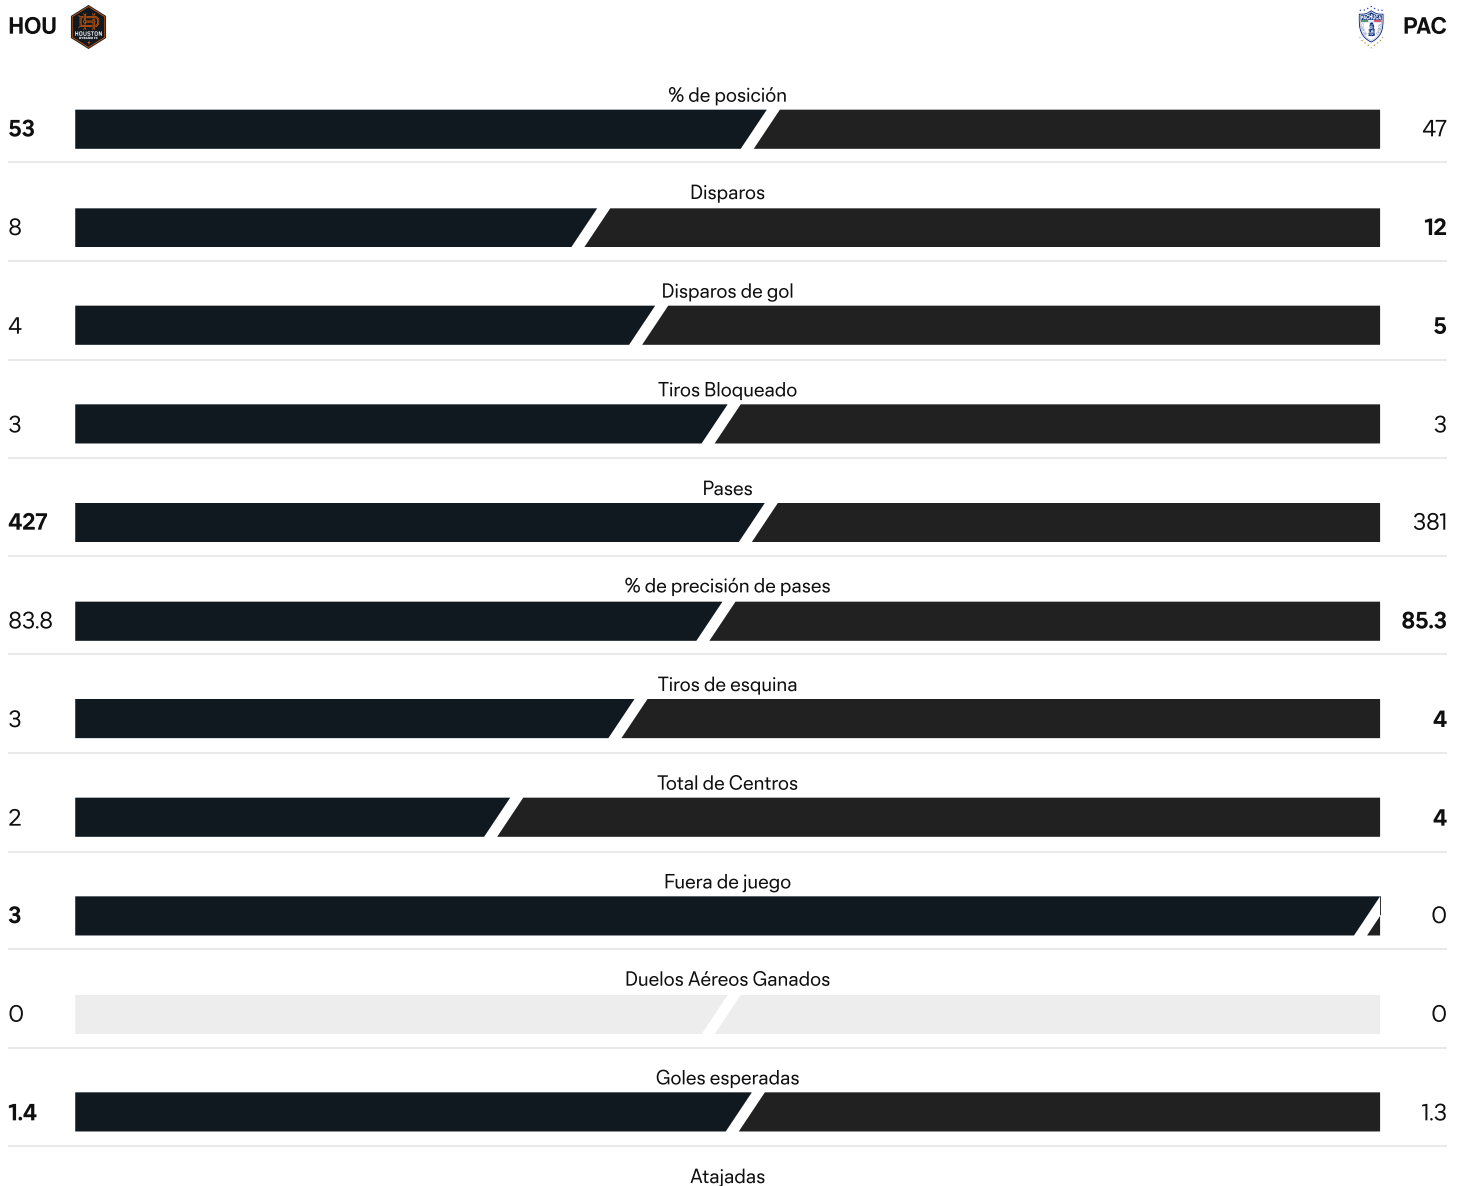 HOU HOUSTON PAC
% de posición
53 47
Disparos
8 12
Disparos de gol
4 5
Tiros Bloqueado
3 3
Pases
427 381
% de precisión de pases
83.8 85.3
Tiros de esquina
3 4
Total de Centros
2 4
Fuera de juego
3 0
Duelos Aéreos Ganados
0 0
Goles esperadas
1.4 1.3
Atajadas